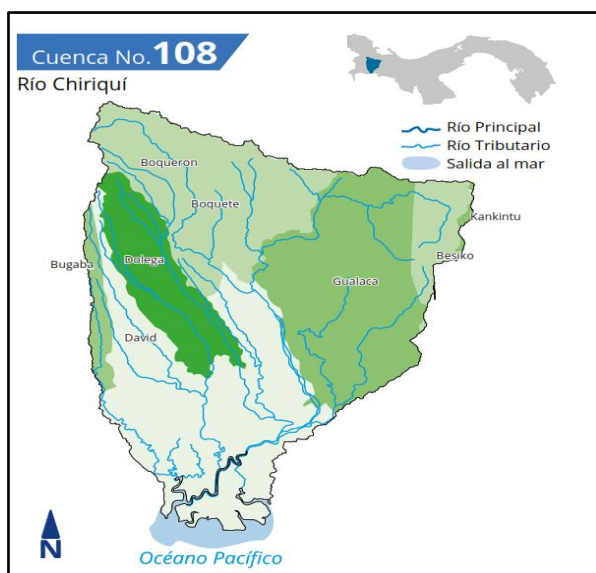 Cuenca No.108
Río Chiriquí
Río Principal
Río Tributario
Salida al mar
Boqueron
Boquete
Kankintu
Bugaba
Dolega
Besiko
Gualaca
David
N
Océano Pacífico